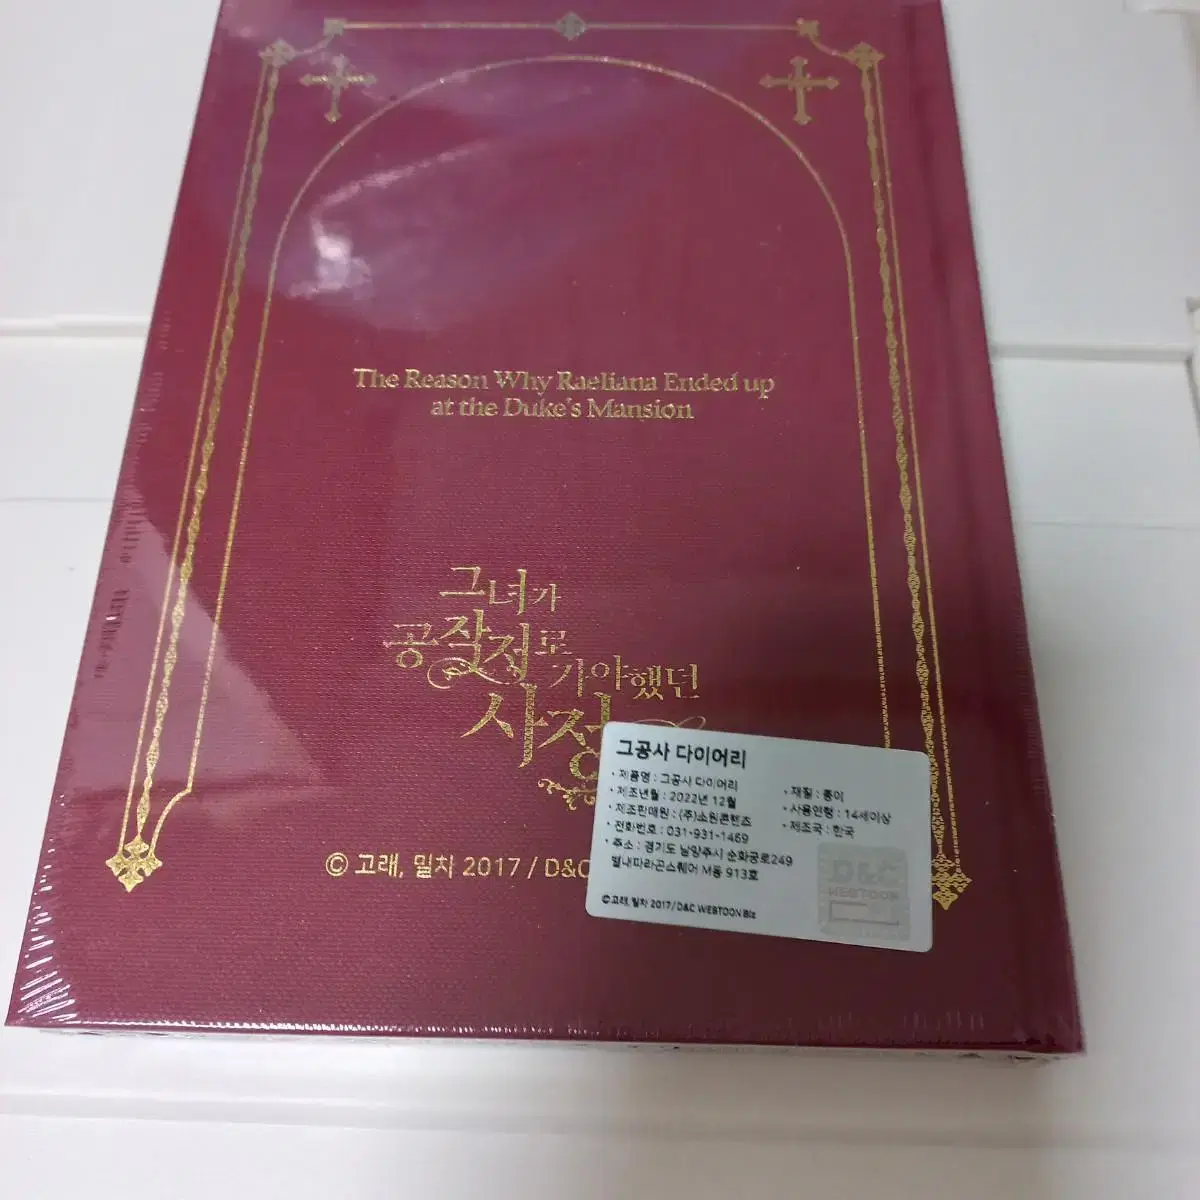 The Reason Why Raeliana Ended up
at the Duke's Mansion
그녀가
공작저로
가야했던
사정
© 고래, 밀차 2017 / D&C
그공사 다이어리
· 제품명 : 그공사 다이어리
· 제조년월 : 2022년 12월
· 제조판매원 : (주)소원콘텐츠
· 전화번호 : 031-931-1469
· 주소 : 경기도 남양주시 순화궁로249
별내파라곤스퀘어 M동 913호
· 재질 : 종이
· 사용연령 : 14세이상
· 제조국 : 한국
©고래, 밀차 2017/D&C WEBTOON Biz
D&C
WEBTOON